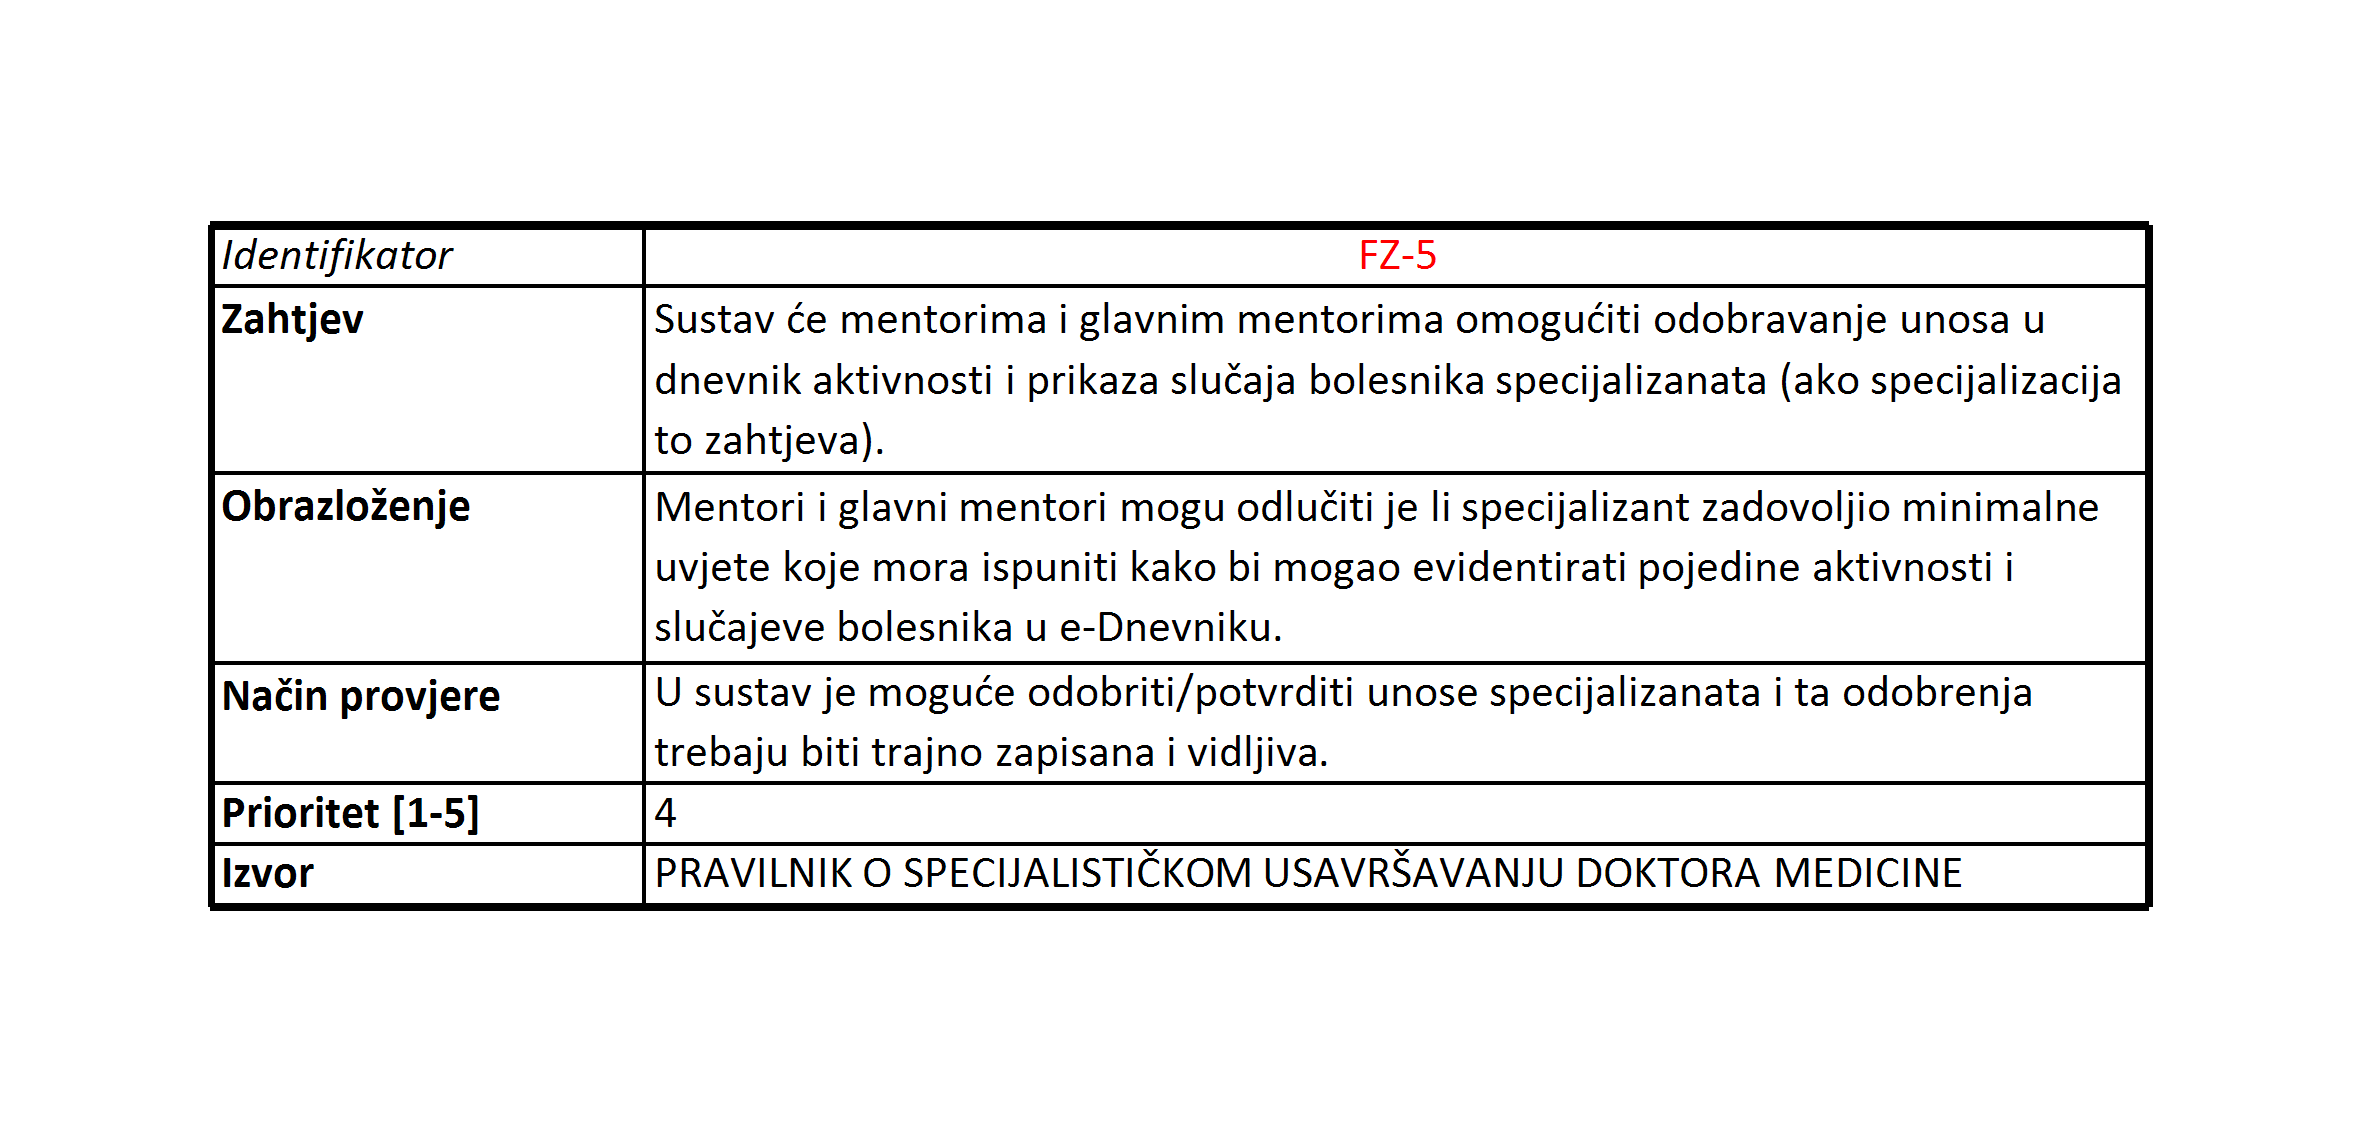 Identifikator FZ-5
Zahtjev Sustav će mentorima i glavnim mentorima omogućiti odobravanje unosa u
dnevnik aktivnosti i prikaza slučaja bolesnika specijalizanata (ako specijalizacija
to zahtjeva).
Obrazloženje Mentori i glavni mentori mogu odlučiti je li specijalizant zadovoljio minimalne
uvjete koje mora ispuniti kako bi mogao evidentirati pojedine aktivnosti i
slučajeve bolesnika u e-Dnevniku.
Način provjere U sustav je moguće odobriti/potvrditi unose specijalizanata i ta odobrenja
trebaju biti trajno zapisana i vidljiva.
Prioritet [1-5] 4
Izvor PRAVILNIK O SPECIJALISTIČKOM USAVRŠAVANJU DOKTORA MEDICINE